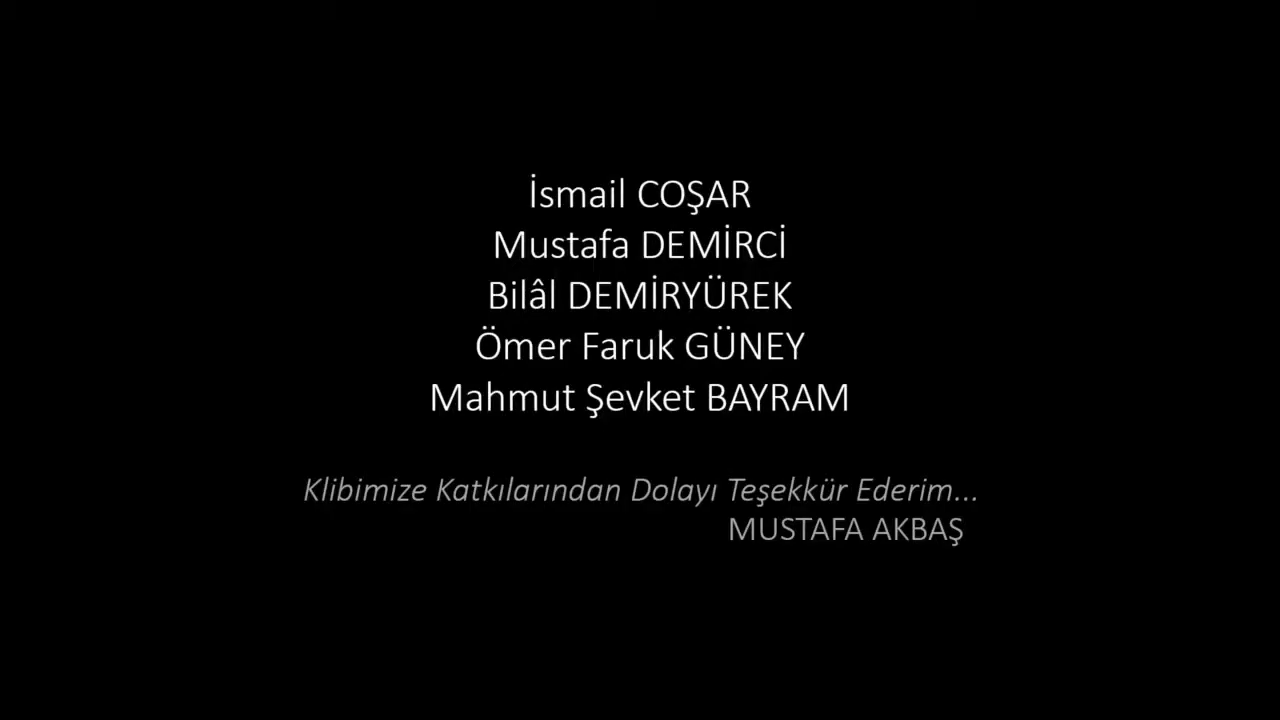 İsmail COŞAR
Mustafa DEMİRCİ
Bilâl DEMİRYÜREK
Ömer Faruk GÜNEY
Mahmut Şevket BAYRAM
Klibimize Katkılarından Dolayı Teşekkür Ederim...
MUSTAFA AKBAŞ